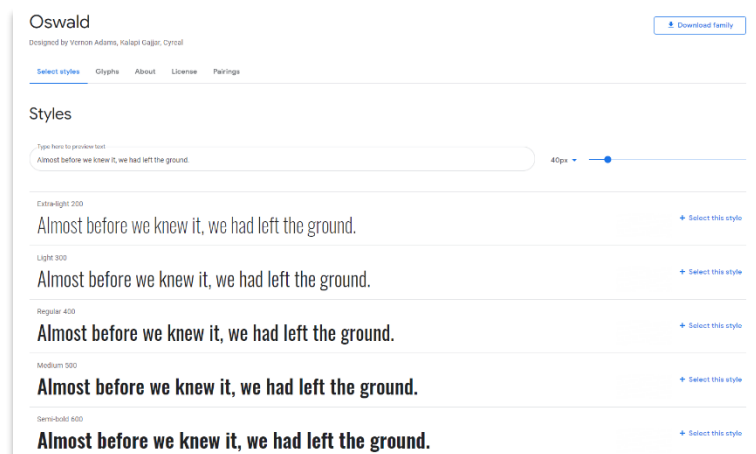 Oswald
Download family
Designed by Vernon Adams, Kalapi Gajjar, Cyreal
Select styles Glyphs About License Pairings
Styles
Type here to preview text
Almost before we knew it, we had left the ground.
40px
Extra-light 200
Almost before we knew it, we had left the ground.
+ Select this style
Light 300
Almost before we knew it, we had left the ground.
+ Select this style
Regular 400
Almost before we knew it, we had left the ground.
+ Select this style
Medium 500
Almost before we knew it, we had left the ground.
+ Select this style
Semi-bold 600
Almost before we knew it, we had left the ground.
+ Select this style